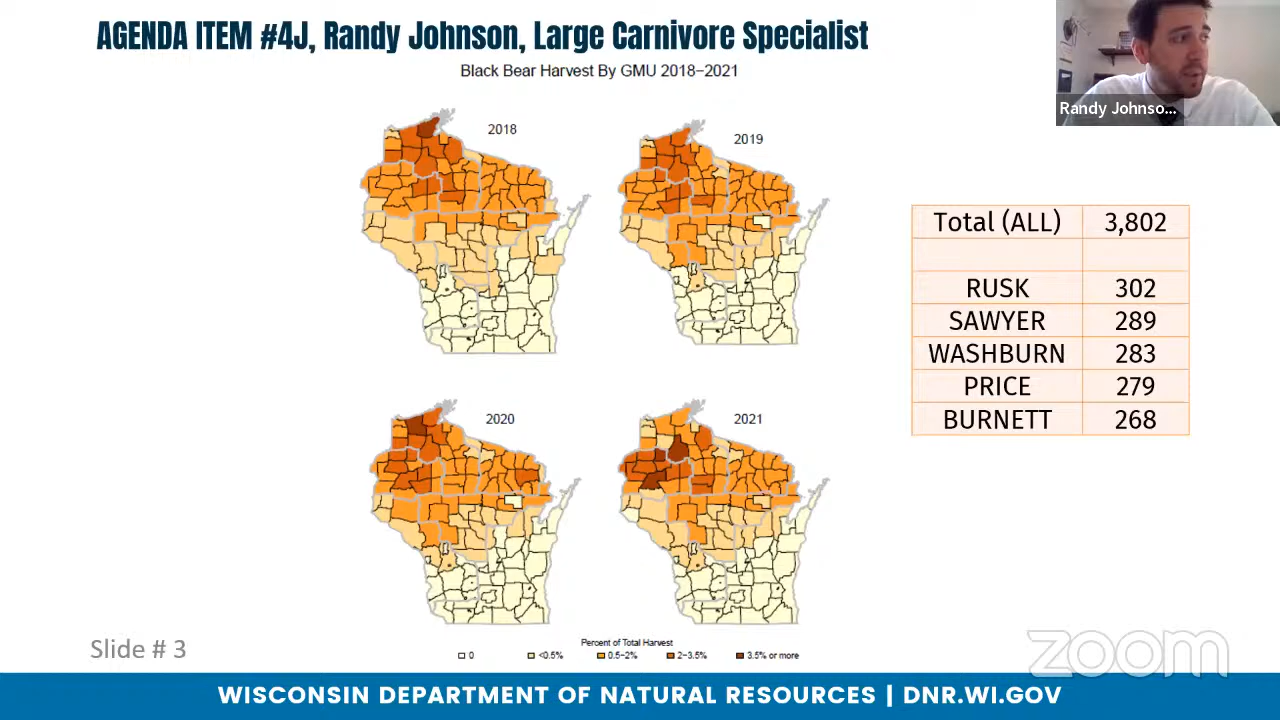 AGENDA ITEM #4J, Randy Johnson, Large Carnivore Specialist
Black Bear Harvest By GMU 2018–2021
Randy Johnso...
2018
2019
Total (ALL) 3,802
RUSK 302
SAWYER 289
WASHBURN 283
PRICE 279
BURNETT 268
2020
2021
Percent of Total Harvest
0 <0.5% 0.5–2% 2–3.5% 3.5% or more
Slide # 3
zoom
WISCONSIN DEPARTMENT OF NATURAL RESOURCES | DNR.WI.GOV